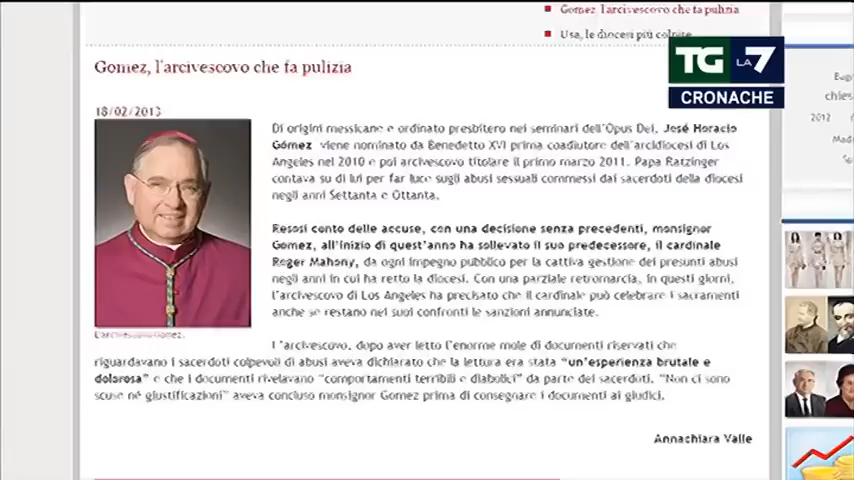 Gomez, l'arcivescovo che fa pulizia
Usa, le diocesi più colpite
TG LA 7
CRONACHE
Gomez, l'arcivescovo che fa pulizia
18/02/2013
Di origini messicane e ordinato presbitero nei seminari dell'Opus Dei, José Horacio
Gómez viene nominato da Benedetto XVI prima coadiutore dell'arcidiocesi di Los
Angeles nel 2010 e poi arcivescovo titolare il primo marzo 2011. Papa Ratzinger
contava su di lui per far luce sugli abusi sessuali commessi dai sacerdoti della diocesi
negli anni Settanta e Ottanta.
Resosi conto delle accuse, con una decisione senza precedenti, monsignor
Gomez, all'inizio di quest'anno ha sollevato il suo predecessore, il cardinale
Roger Mahony, da ogni impegno pubblico per la cattiva gestione dei presunti abusi
negli anni in cui ha retto la diocesi. Con una parziale retromarcia, in questi giorni,
l'arcivescovo di Los Angeles ha precisato che il cardinale può celebrare i sacramenti
anche se restano nei suoi confronti le sanzioni annunciate.
L'arcivescovo Gomez.
L'arcivescovo, dopo aver letto l'enorme mole di documenti riservati che
riguardavano i sacerdoti colpevoli di abusi aveva dichiarato che la lettura era stata "un'esperienza brutale e
dolorosa" e che i documenti rivelavano "comportamenti terribili e diabolici" da parte dei sacerdoti. "Non ci sono
scuse né giustificazioni" aveva concluso monsignor Gomez prima di consegnare i documenti ai giudici.
Annachiara Valle
chies
2012